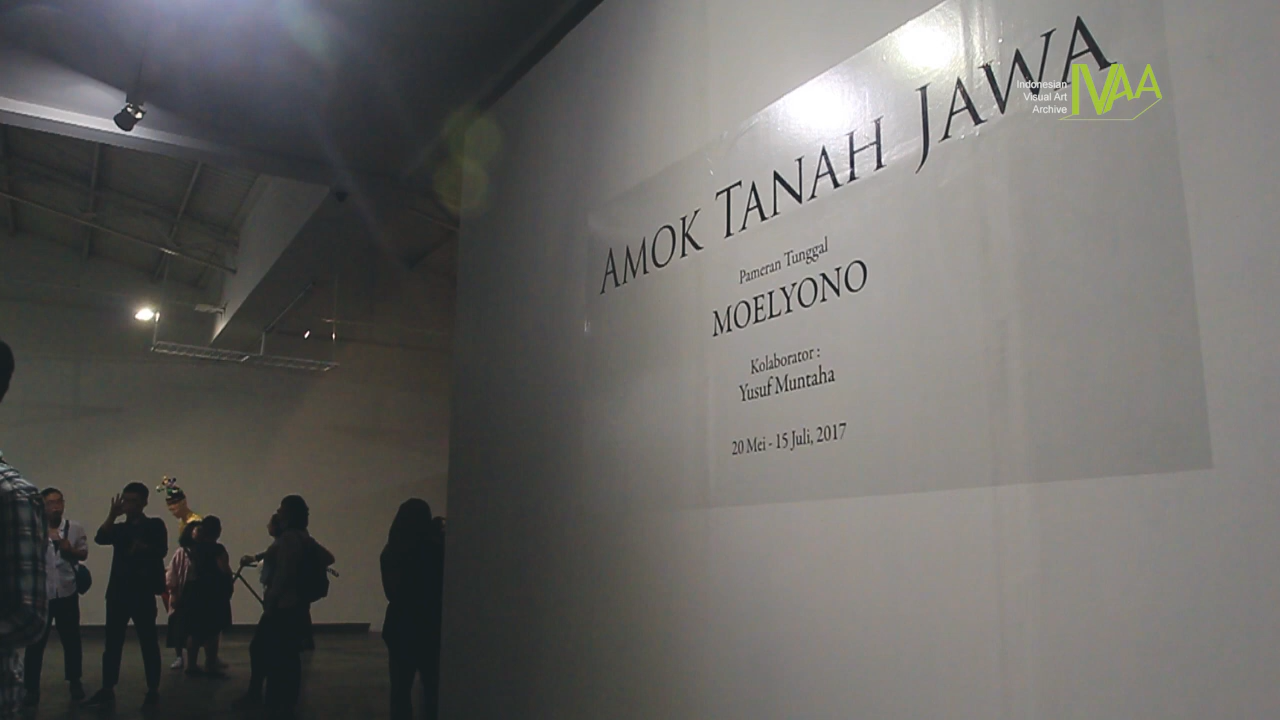 AMOK TANAH JAWA
Pameran Tunggal
MOELYONO
Kolaborator :
Yusuf Muntaha
20 Mei - 15 Juli, 2017
Indonesian
Visual Art
Archive
IVAA